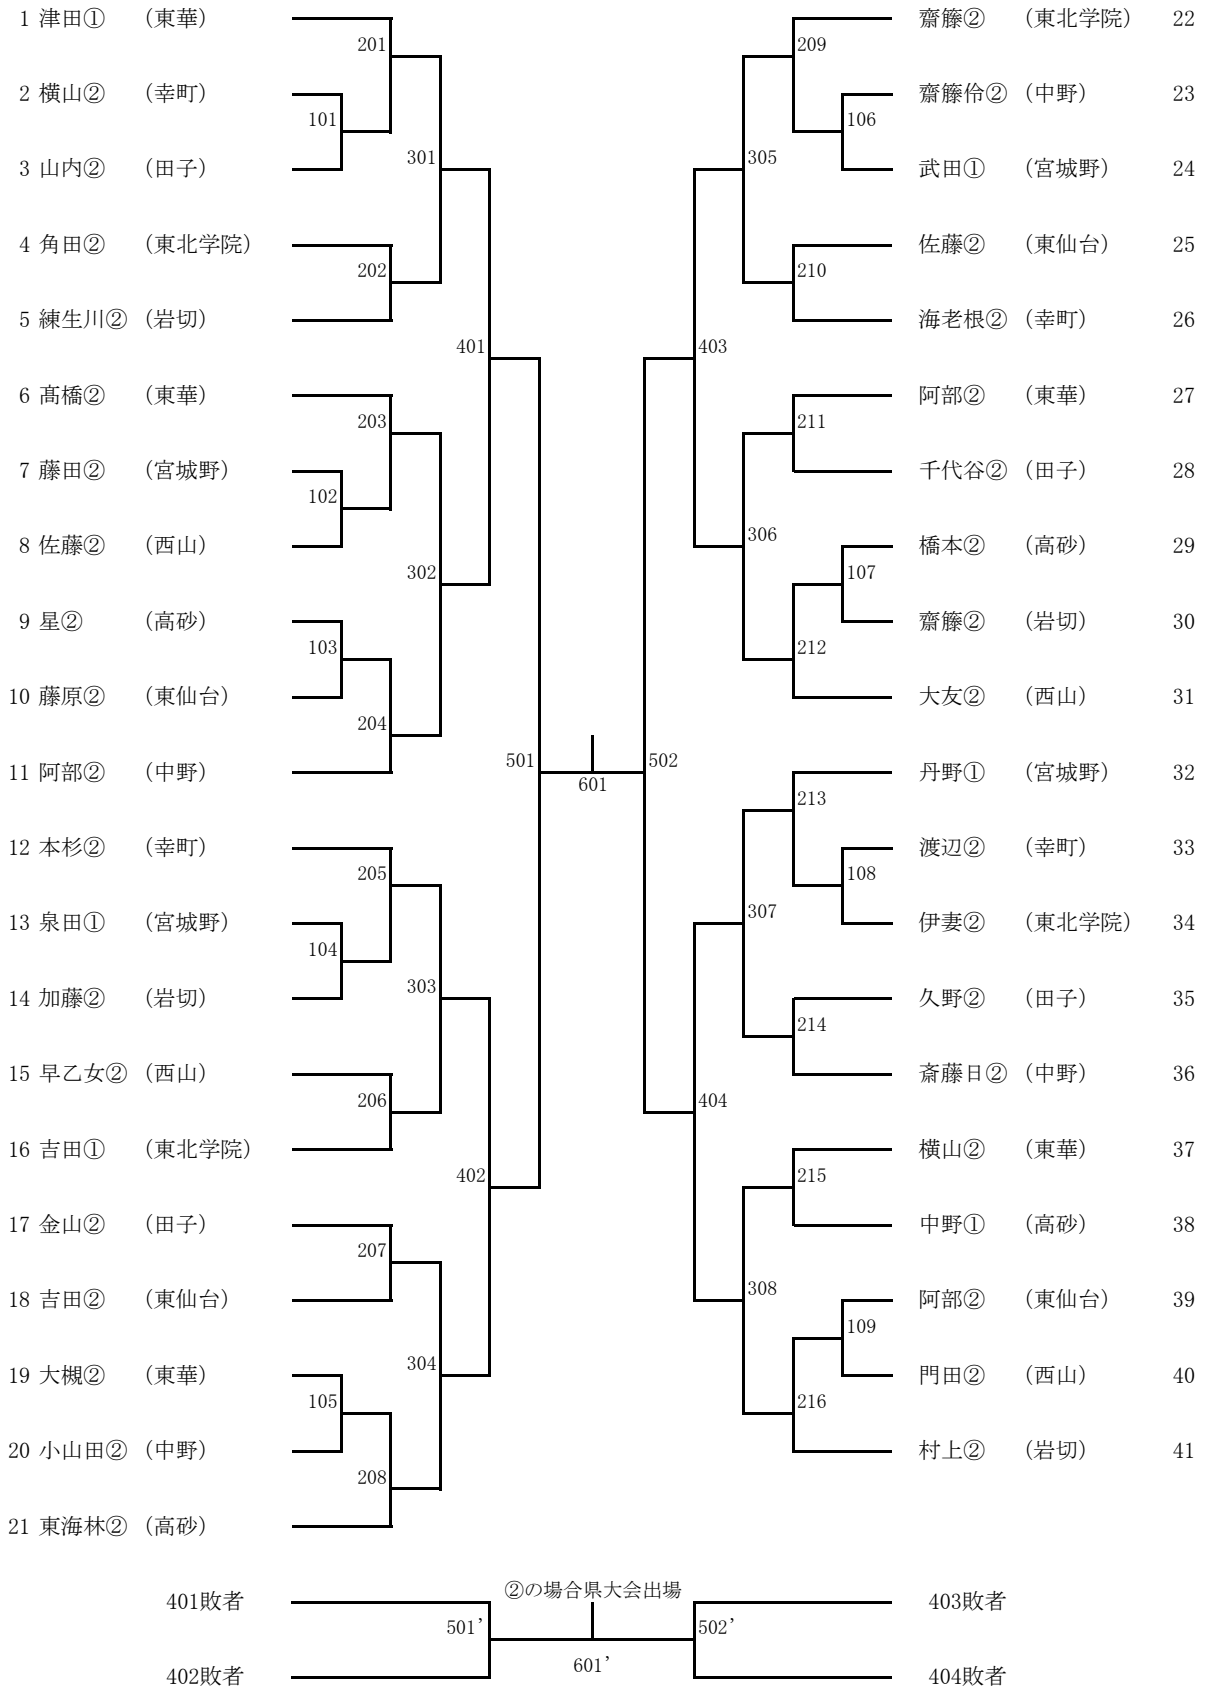 1 津田① （東華）
201
2 横山② （幸町）
101
3 山内② （田子）
301
4 角田② （東北学院）
202
5 練生川② （岩切）
401
6 髙橋② （東華）
203
7 藤田② （宮城野）
102
8 佐藤② （西山）
302
9 星② （高砂）
103
10 藤原② （東仙台）
204
11 阿部② （中野）
501
12 本杉② （幸町）
205
13 泉田① （宮城野）
104
14 加藤② （岩切）
303
15 早乙女② （西山）
206
16 吉田① （東北学院）
402
17 金山② （田子）
207
18 吉田② （東仙台）
304
19 大槻② （東華）
105
20 小山田② （中野）
208
21 東海林② （高砂）
601
齋籐② （東北学院） 22
209
齋籐伶② （中野） 23
106
武田① （宮城野） 24
305
佐藤② （東仙台） 25
210
海老根② （幸町） 26
403
阿部② （東華） 27
211
千代谷② （田子） 28
306
橋本② （高砂） 29
107
齋籐② （岩切） 30
212
大友② （西山） 31
502
丹野① （宮城野） 32
213
渡辺② （幸町） 33
108
伊妻② （東北学院） 34
307
久野② （田子） 35
214
斎藤日② （中野） 36
404
横山② （東華） 37
215
中野① （高砂） 38
308
阿部② （東仙台） 39
109
門田② （西山） 40
216
村上② （岩切） 41
②の場合県大会出場
401敗者
403敗者
501’
502’
601’
402敗者
404敗者